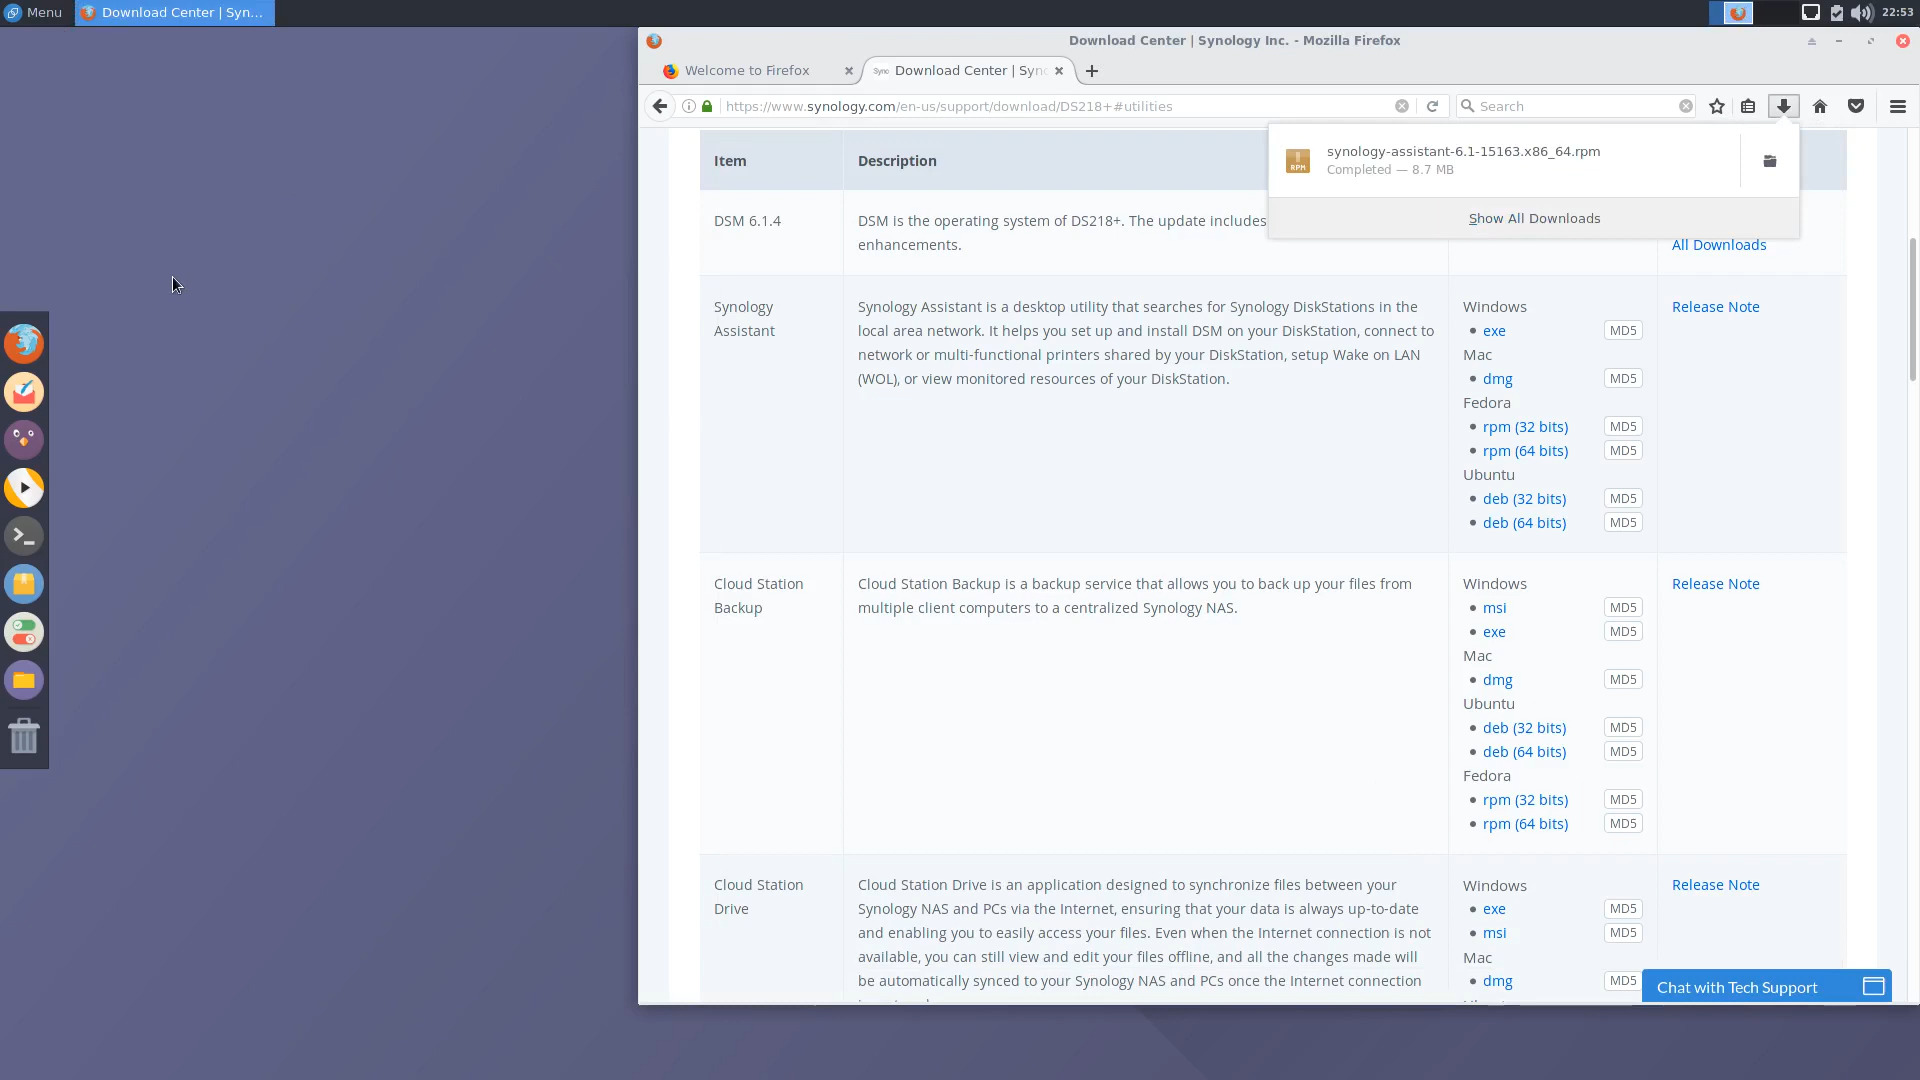 Menu
Download Center | Syn...
22:53
Download Center | Synology Inc. - Mozilla Firefox
Welcome to Firefox
Download Center | Syn
https://www.synology.com/en-us/support/download/DS218+#utilities
Search
synology-assistant-6.1-15163.x86_64.rpm
Completed — 8.7 MB
RPM
Show All Downloads
Item
Description
DSM 6.1.4
DSM is the operating system of DS218+. The update includes
enhancements.
All Downloads
Synology
Assistant
Synology Assistant is a desktop utility that searches for Synology DiskStations in the
local area network. It helps you set up and install DSM on your DiskStation, connect to
network or multi-functional printers shared by your DiskStation, setup Wake on LAN
(WOL), or view monitored resources of your DiskStation.
Windows
exe MD5
Mac
dmg MD5
Fedora
rpm (32 bits) MD5
rpm (64 bits) MD5
Ubuntu
deb (32 bits) MD5
deb (64 bits) MD5
Release Note
Cloud Station
Backup
Cloud Station Backup is a backup service that allows you to back up your files from
multiple client computers to a centralized Synology NAS.
Windows
msi MD5
exe MD5
Mac
dmg MD5
Ubuntu
deb (32 bits) MD5
deb (64 bits) MD5
Fedora
rpm (32 bits) MD5
rpm (64 bits) MD5
Release Note
Cloud Station
Drive
Cloud Station Drive is an application designed to synchronize files between your
Synology NAS and PCs via the Internet, ensuring that your data is always up-to-date
and enabling you to easily access your files. Even when the Internet connection is not
available, you can still view and edit your files offline, and all the changes made will
be automatically synced to your Synology NAS and PCs once the Internet connection
Windows
exe MD5
msi MD5
Mac
dmg MD5
Release Note
Chat with Tech Support